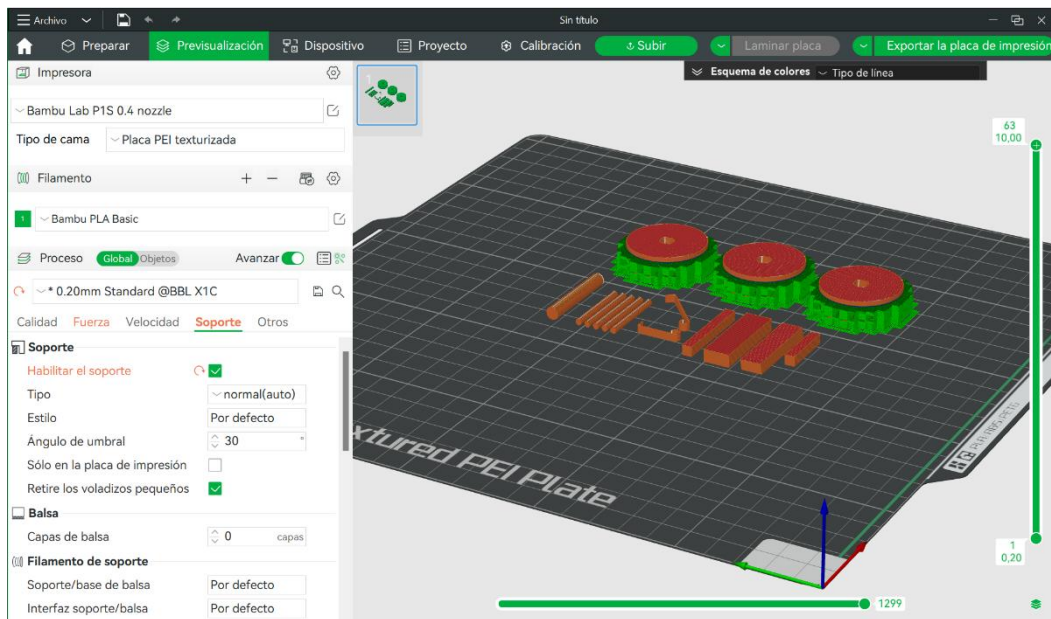 Archivo
Sin título
Preparar
Previsualización
Dispositivo
Proyecto
Calibración
Subir
Laminar placa
Exportar la placa de impresión
Impresora
Bambu Lab P1S 0.4 nozzle
Tipo de cama
Placa PEI texturizada
Filamento
1
Bambu PLA Basic
Proceso
Global
Objetos
Avanzar
* 0.20mm Standard @BBL X1C
Calidad
Fuerza
Velocidad
Soporte
Otros
Soporte
Habilitar el soporte
Tipo
normal(auto)
Estilo
Por defecto
Ángulo de umbral
30
°
Sólo en la placa de impresión
Retire los voladizos pequeños
Balsa
Capas de balsa
0
capas
Filamento de soporte
Soporte/base de balsa
Por defecto
Interfaz soporte/balsa
Por defecto
Esquema de colores
Tipo de línea
63
10,00
1
0,20
1299
xtured PEI Plate